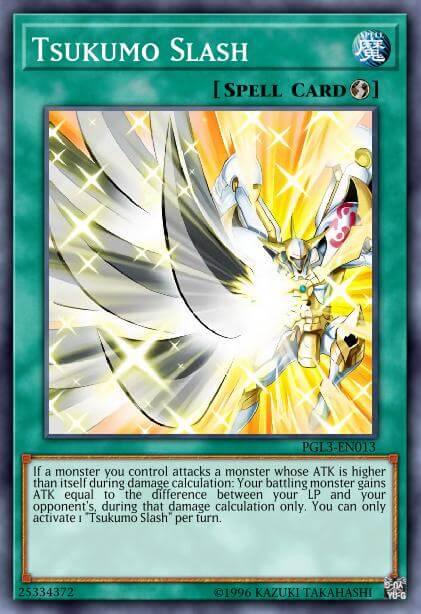 Tsukumo Slash
SPELL
魔
[Spell Card]
PGL3-EN013
If a monster you control attacks a monster whose ATK is higher
than itself during damage calculation: Your battling monster gains
ATK equal to the difference between your LP and your
opponent's, during that damage calculation only. You can only
activate 1 "Tsukumo Slash" per turn.
25334372
©1996 KAZUKI TAKAHASHI